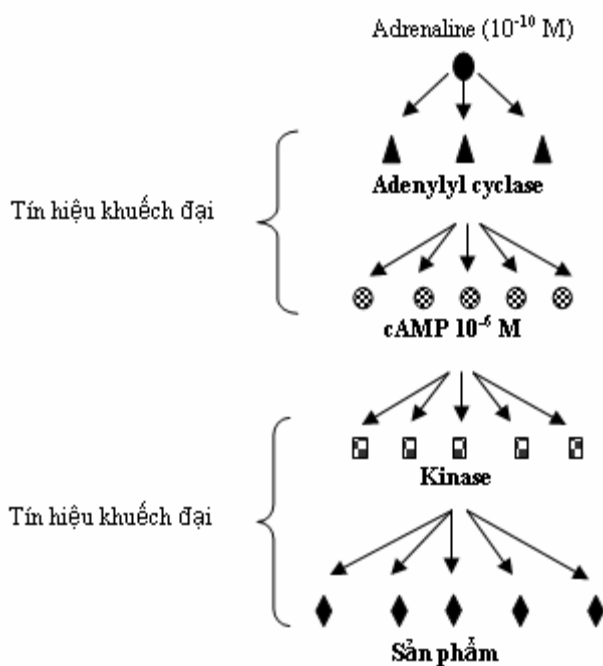 Adrenaline (10⁻¹⁰ M)
Adenylyl cyclase
Tín hiệu khuếch đại
cAMP 10⁻⁶ M
Kinase
Tín hiệu khuếch đại
Sản phẩm